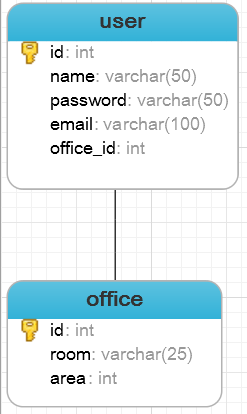 user
id: int
name: varchar(50)
password: varchar(50)
email: varchar(100)
office_id: int
office
id: int
room: varchar(25)
area: int